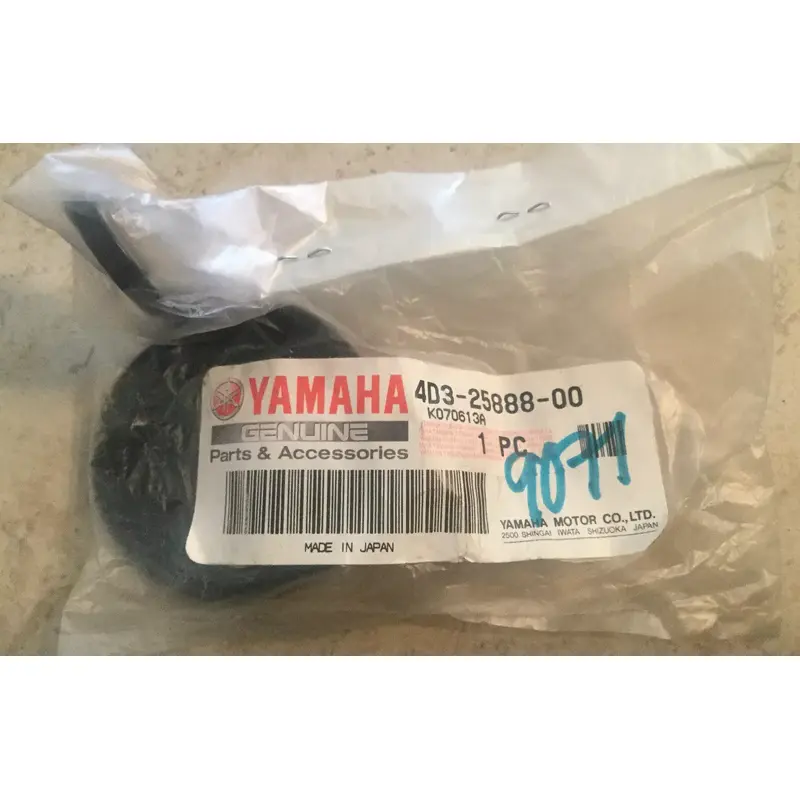 YAMAHA 4D3-25888-00
K070613A
GENUINE
1 PC
Parts & Accessories
9071
YAMAHA MOTOR CO.,LTD.
2500 SHINGAI IWATA SHIZUOKA JAPAN
MADE IN JAPAN